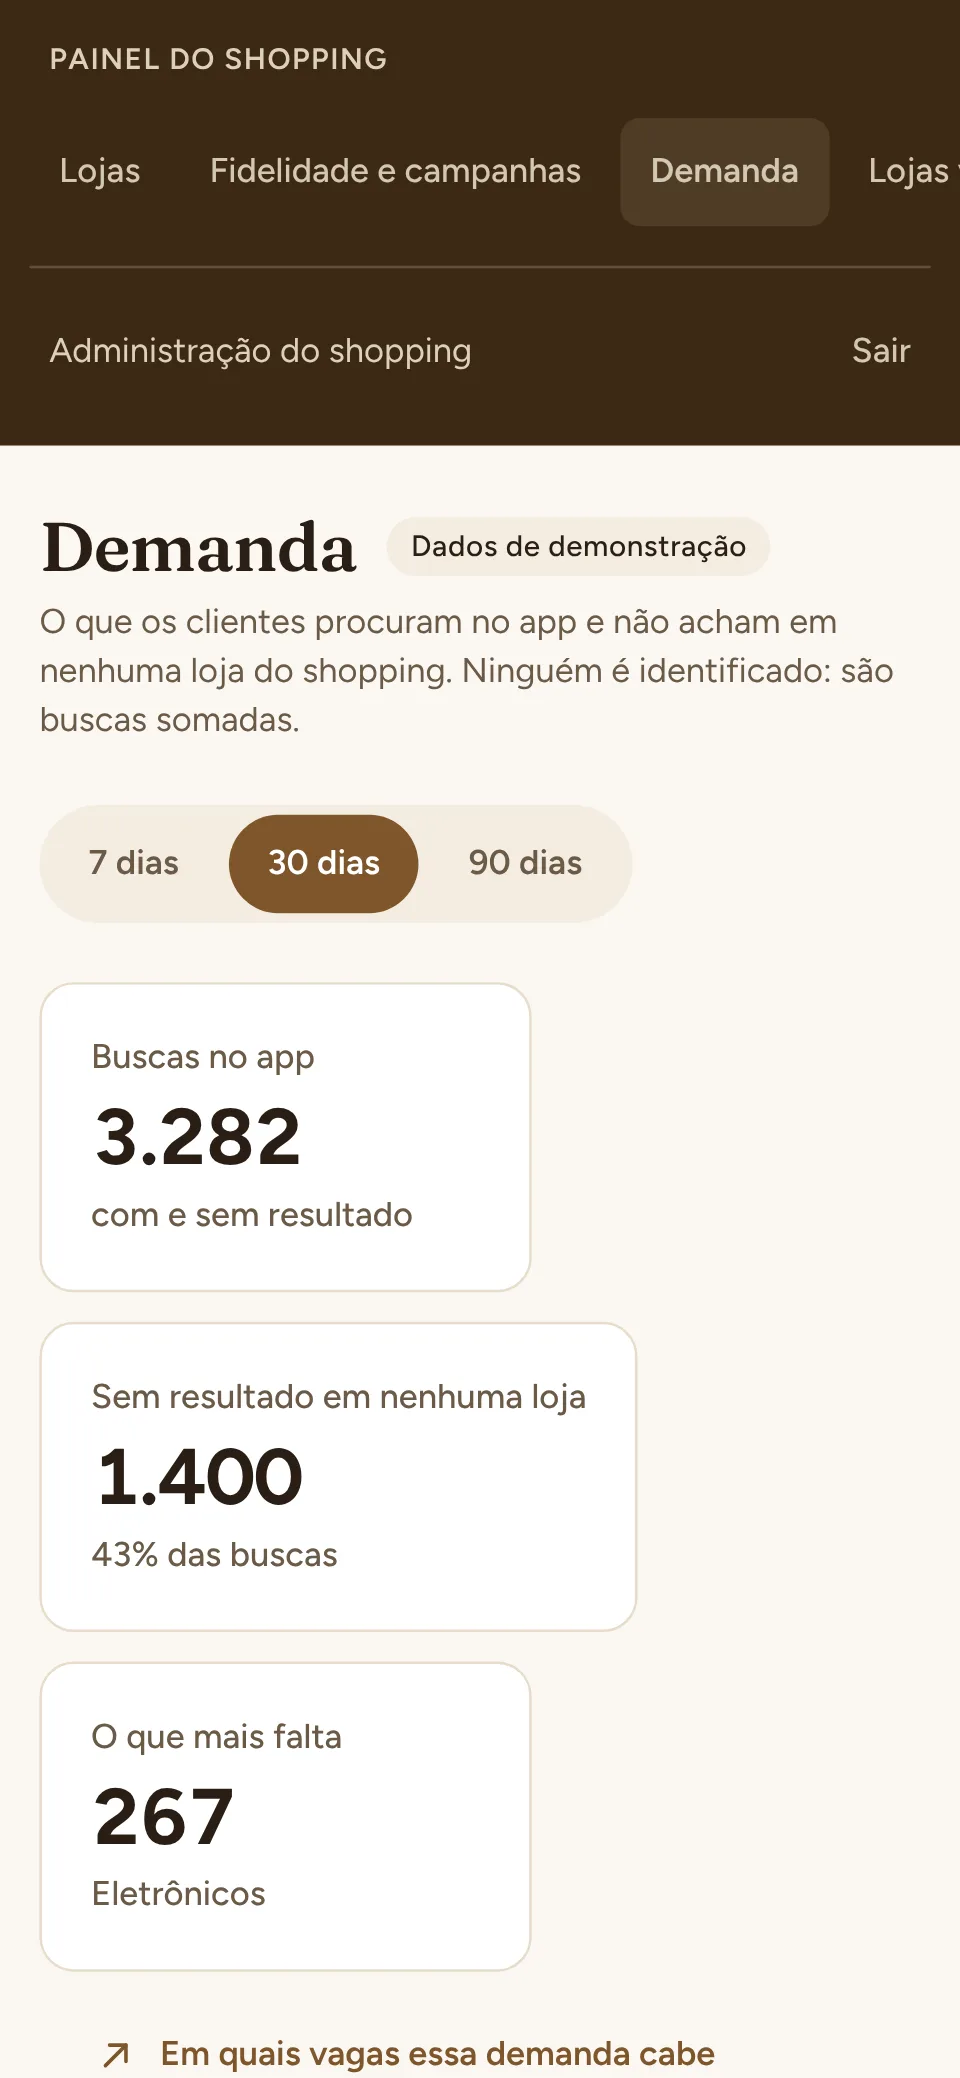 PAINEL DO SHOPPING
Lojas Fidelidade e campanhas Demanda Lojas
Administração do shopping Sair
Demanda Dados de demonstração
O que os clientes procuram no app e não acham em
nenhuma loja do shopping. Ninguém é identificado: são
buscas somadas.
7 dias 30 dias 90 dias
Buscas no app
3.282
com e sem resultado
Sem resultado em nenhuma loja
1.400
43% das buscas
O que mais falta
267
Eletrônicos
Em quais vagas essa demanda cabe